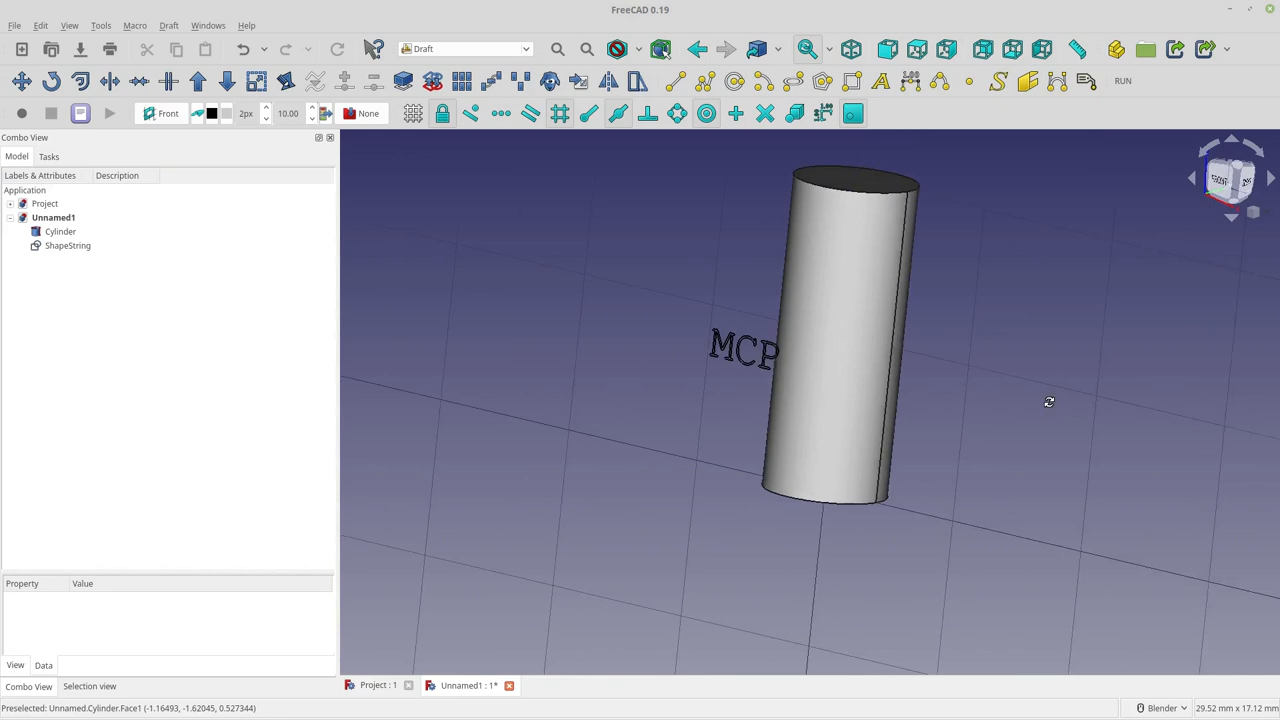 FreeCAD 0.19
File Edit View Tools Macro Draft Windows Help
Draft
RUN
Front 2px 10.00 None
Combo View
Model Tasks
Labels & Attributes Description
Application
Project
Unnamed1
Cylinder
ShapeString
MCP
FRONT
Property Value
View Data
Combo View Selection view
Project : 1 Unnamed1 : 1*
Preselected: Unnamed.Cylinder.Face1 (-1.16493, -1.62045, 0.527344) Blender 29.52 mm x 17.12 mm